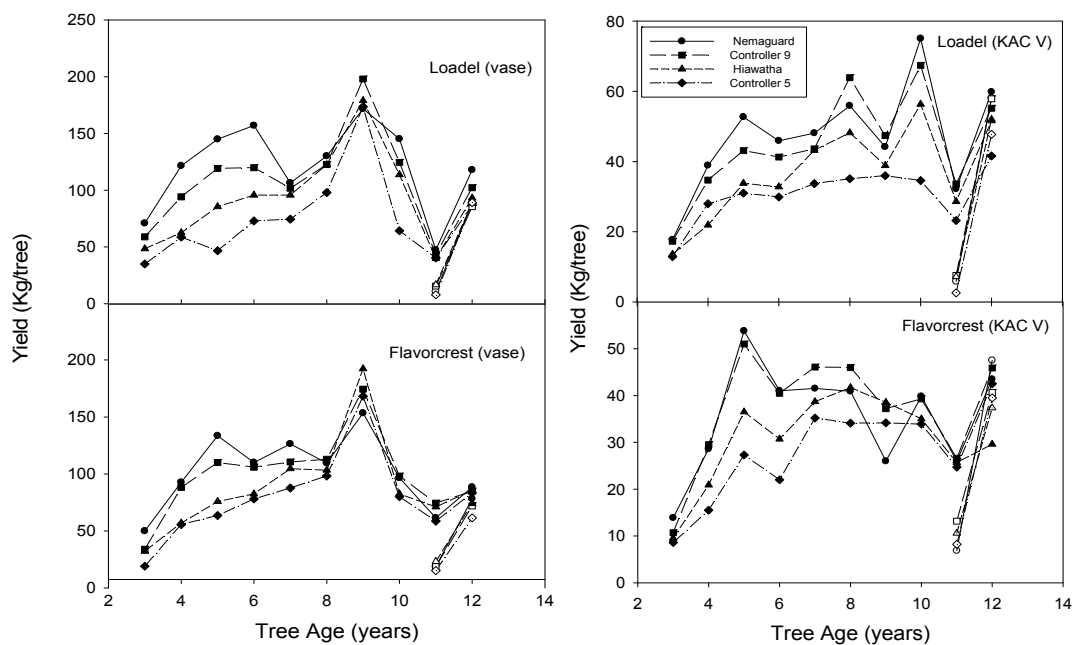 250
200
150
100
50
0
Loadel (vase)
200
150
100
50
0
Flavorcrest (vase)
Yield (Kg/tree)
2 4 6 8 10 12 14
Tree Age (years)
80
60
40
20
0
Nemaguard
Controller 9
Hiawatha
Controller 5
Loadel (KAC V)
50
40
30
20
10
0
Flavorcrest (KAC V)
Yield (Kg/tree)
2 4 6 8 10 12 14
Tree Age (years)